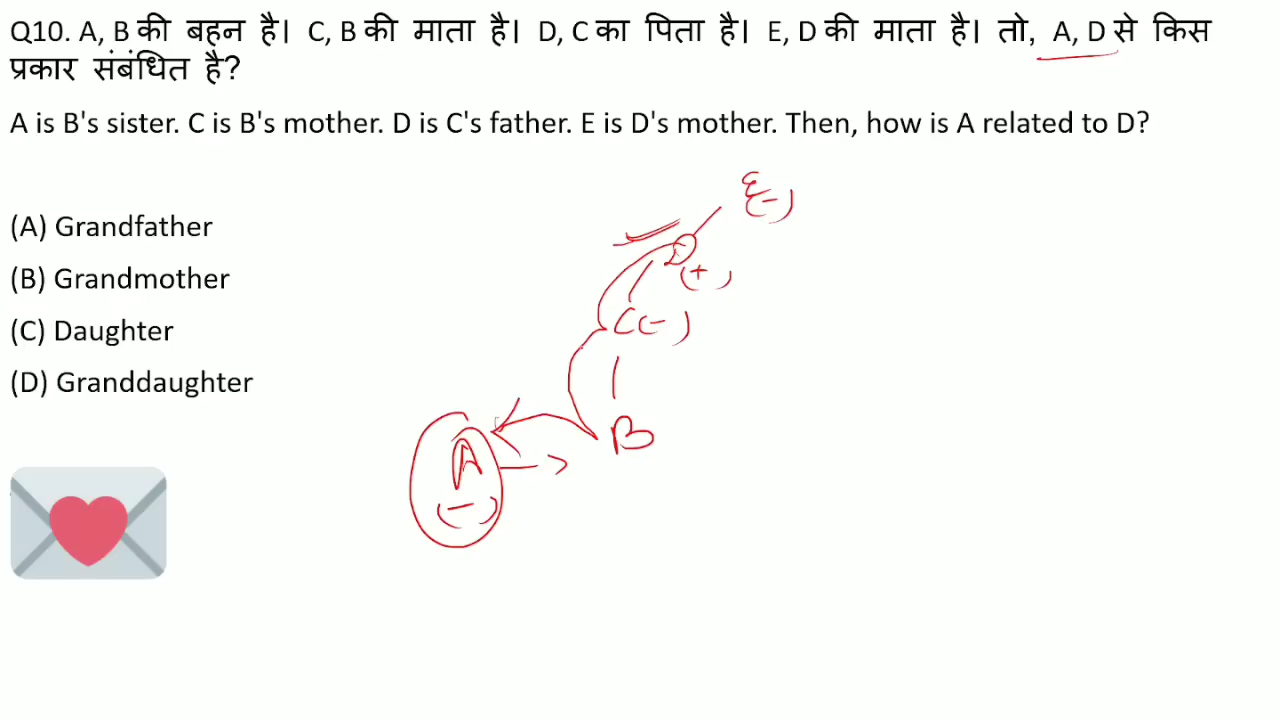 Q10. A, B की बहन है। C, B की माता है। D, C का पिता है। E, D की माता है। तो, A, D से किस
प्रकार संबंधित है?
A is B's sister. C is B's mother. D is C's father. E is D's mother. Then, how is A related to D?
(A) Grandfather
(B) Grandmother
(C) Daughter
(D) Granddaughter
E
(-)
D
(+)
C (-)
B
A
(-)